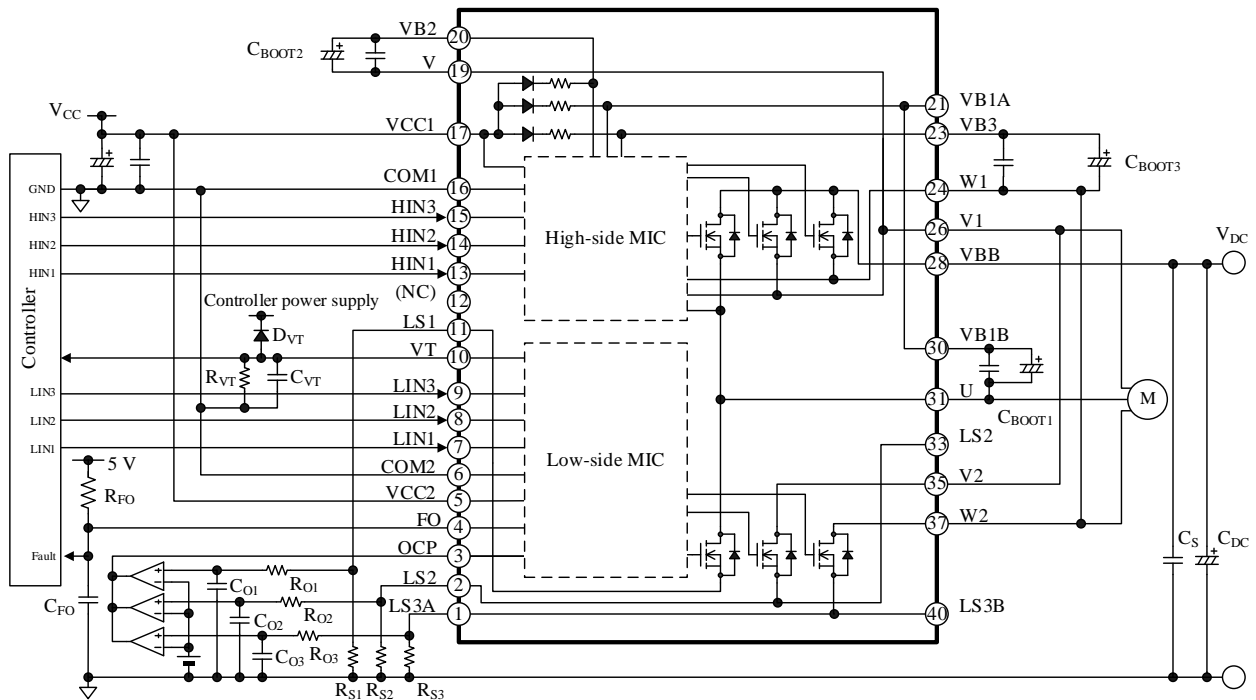 VB2
20
C_BOOT2
V
19
V_CC
VCC1
17
21
VB1A
23
VB3
C_BOOT3
GND
COM1
16
24
W1
HIN3
HIN3
15
HIN2
HIN2
14
High-side MIC
26
V1
V_DC
HIN1
HIN1
13
28
VBB
(NC)
12
Controller
Controller power supply
LS1
11
D_VT
VT
10
30
VB1B
R_VT
C_VT
LIN3
LIN3
9
31
U
M
LIN2
LIN2
8
C_BOOT1
LIN1
LIN1
7
33
LS2
5 V
COM2
6
Low-side MIC
R_FO
VCC2
5
35
V2
FO
4
37
W2
Fault
OCP
3
C_S
C_DC
C_O1
R_O1
LS2
2
C_FO
C_O2
R_O2
LS3A
1
40
LS3B
C_O3
R_O3
R_S1
R_S2
R_S3